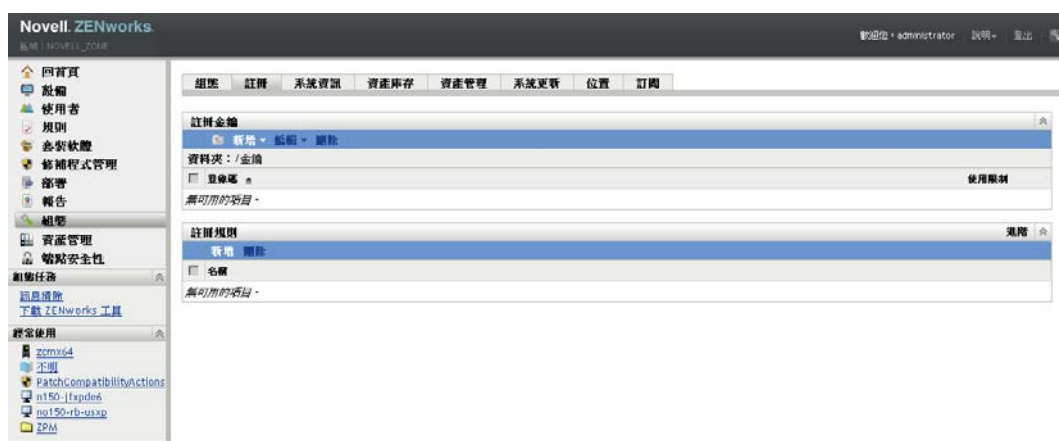 Novell. ZENworks.
區域：NOVELL_ZONE
歡迎您，administrator 說明 登出
回首頁
設備
使用者
規則
套裝軟體
修補程式管理
部署
報告
組態
資產管理
端點安全性
組態任務
訊息清除
下載 ZENworks 工具
經常使用
zcmx64
不明
PatchCompatibilityActions
n150-jfxpde6
no150-rb-usxp
ZPM
組態 註冊 系統資訊 資產庫存 資產管理 系統更新 位置 訂閱
註冊金鑰
新增 編輯 刪除
資料夾：/金鑰
登錄碼 使用限制
無可用的項目。
註冊規則 進階
新增 刪除
名稱
無可用的項目。